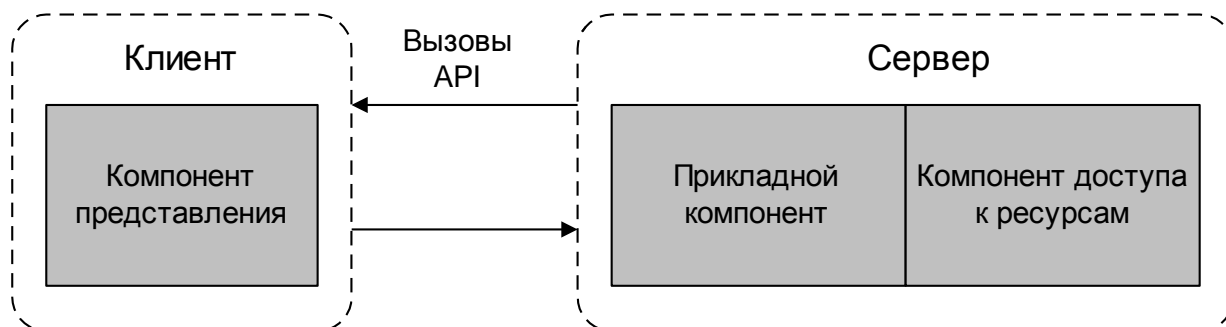 Клиент
Вызовы
API
Сервер
Компонент
представления
Прикладной
компонент
Компонент доступа
к ресурсам